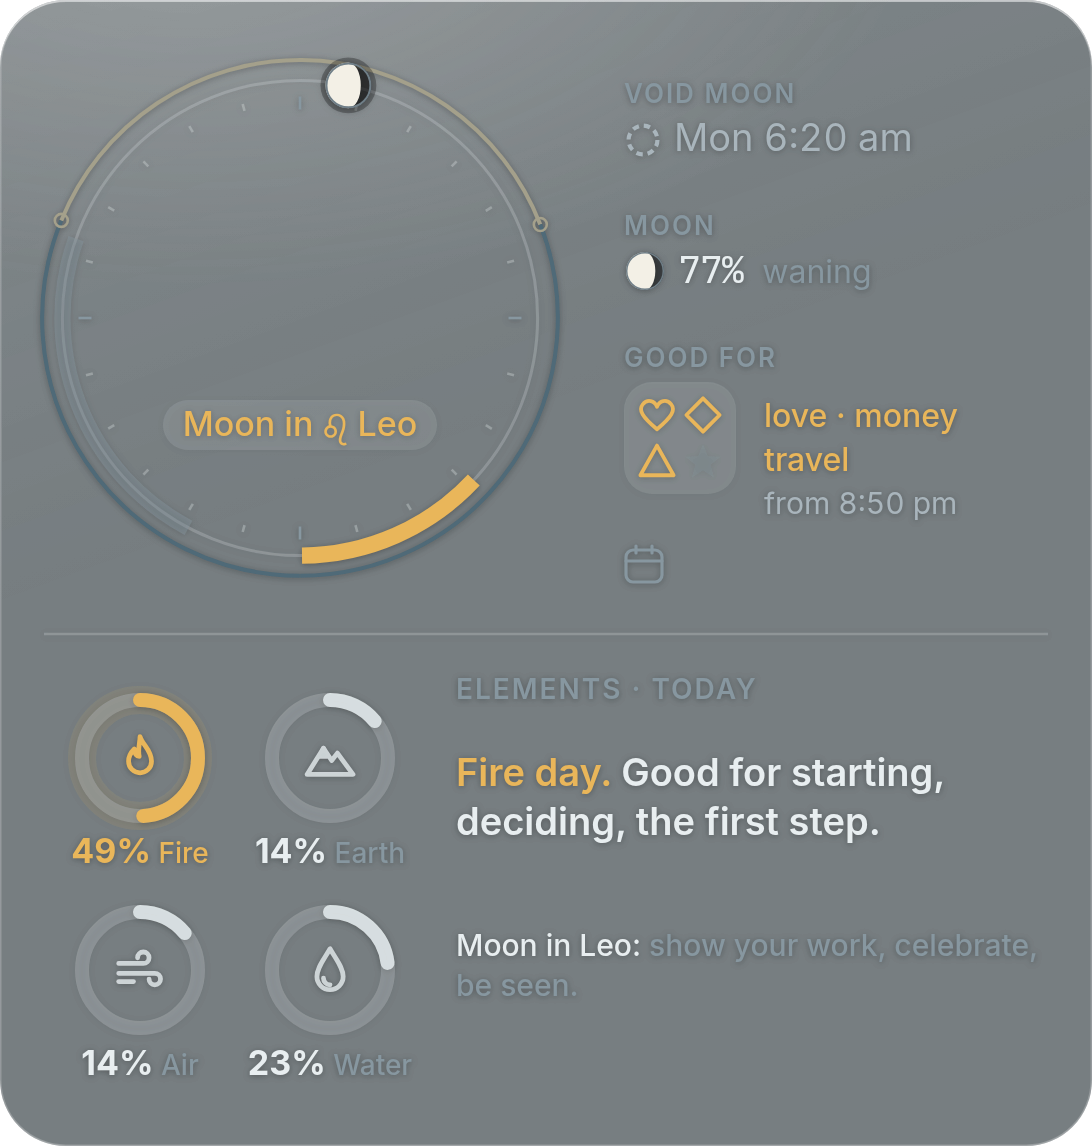 VOID MOON
Mon 6:20 am
MOON
77% waning
GOOD FOR
love · money
travel
from 8:50 pm
Moon in ♌ Leo
ELEMENTS · TODAY
Fire day. Good for starting,
deciding, the first step.
49% Fire
14% Earth
Moon in Leo: show your work, celebrate,
be seen.
14% Air
23% Water